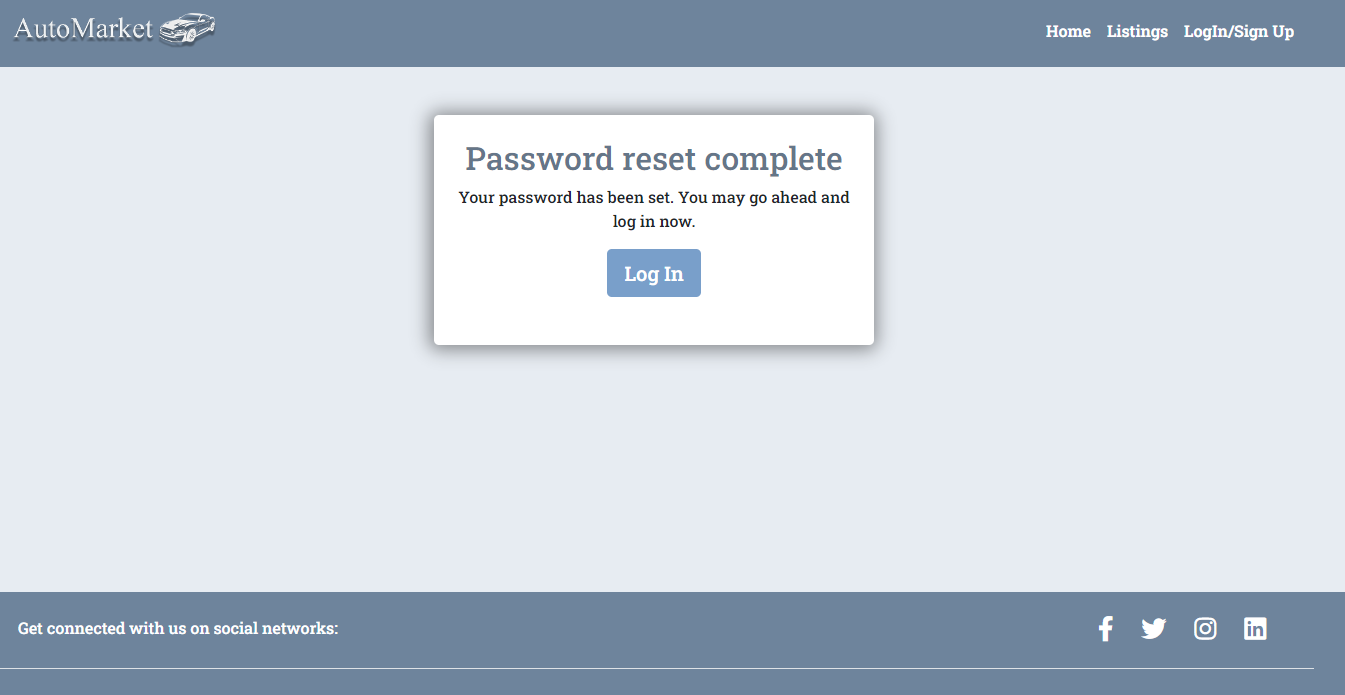 AutoMarket
Home Listings LogIn/Sign Up
Password reset complete
Your password has been set. You may go ahead and
log in now.
Log In
Get connected with us on social networks: